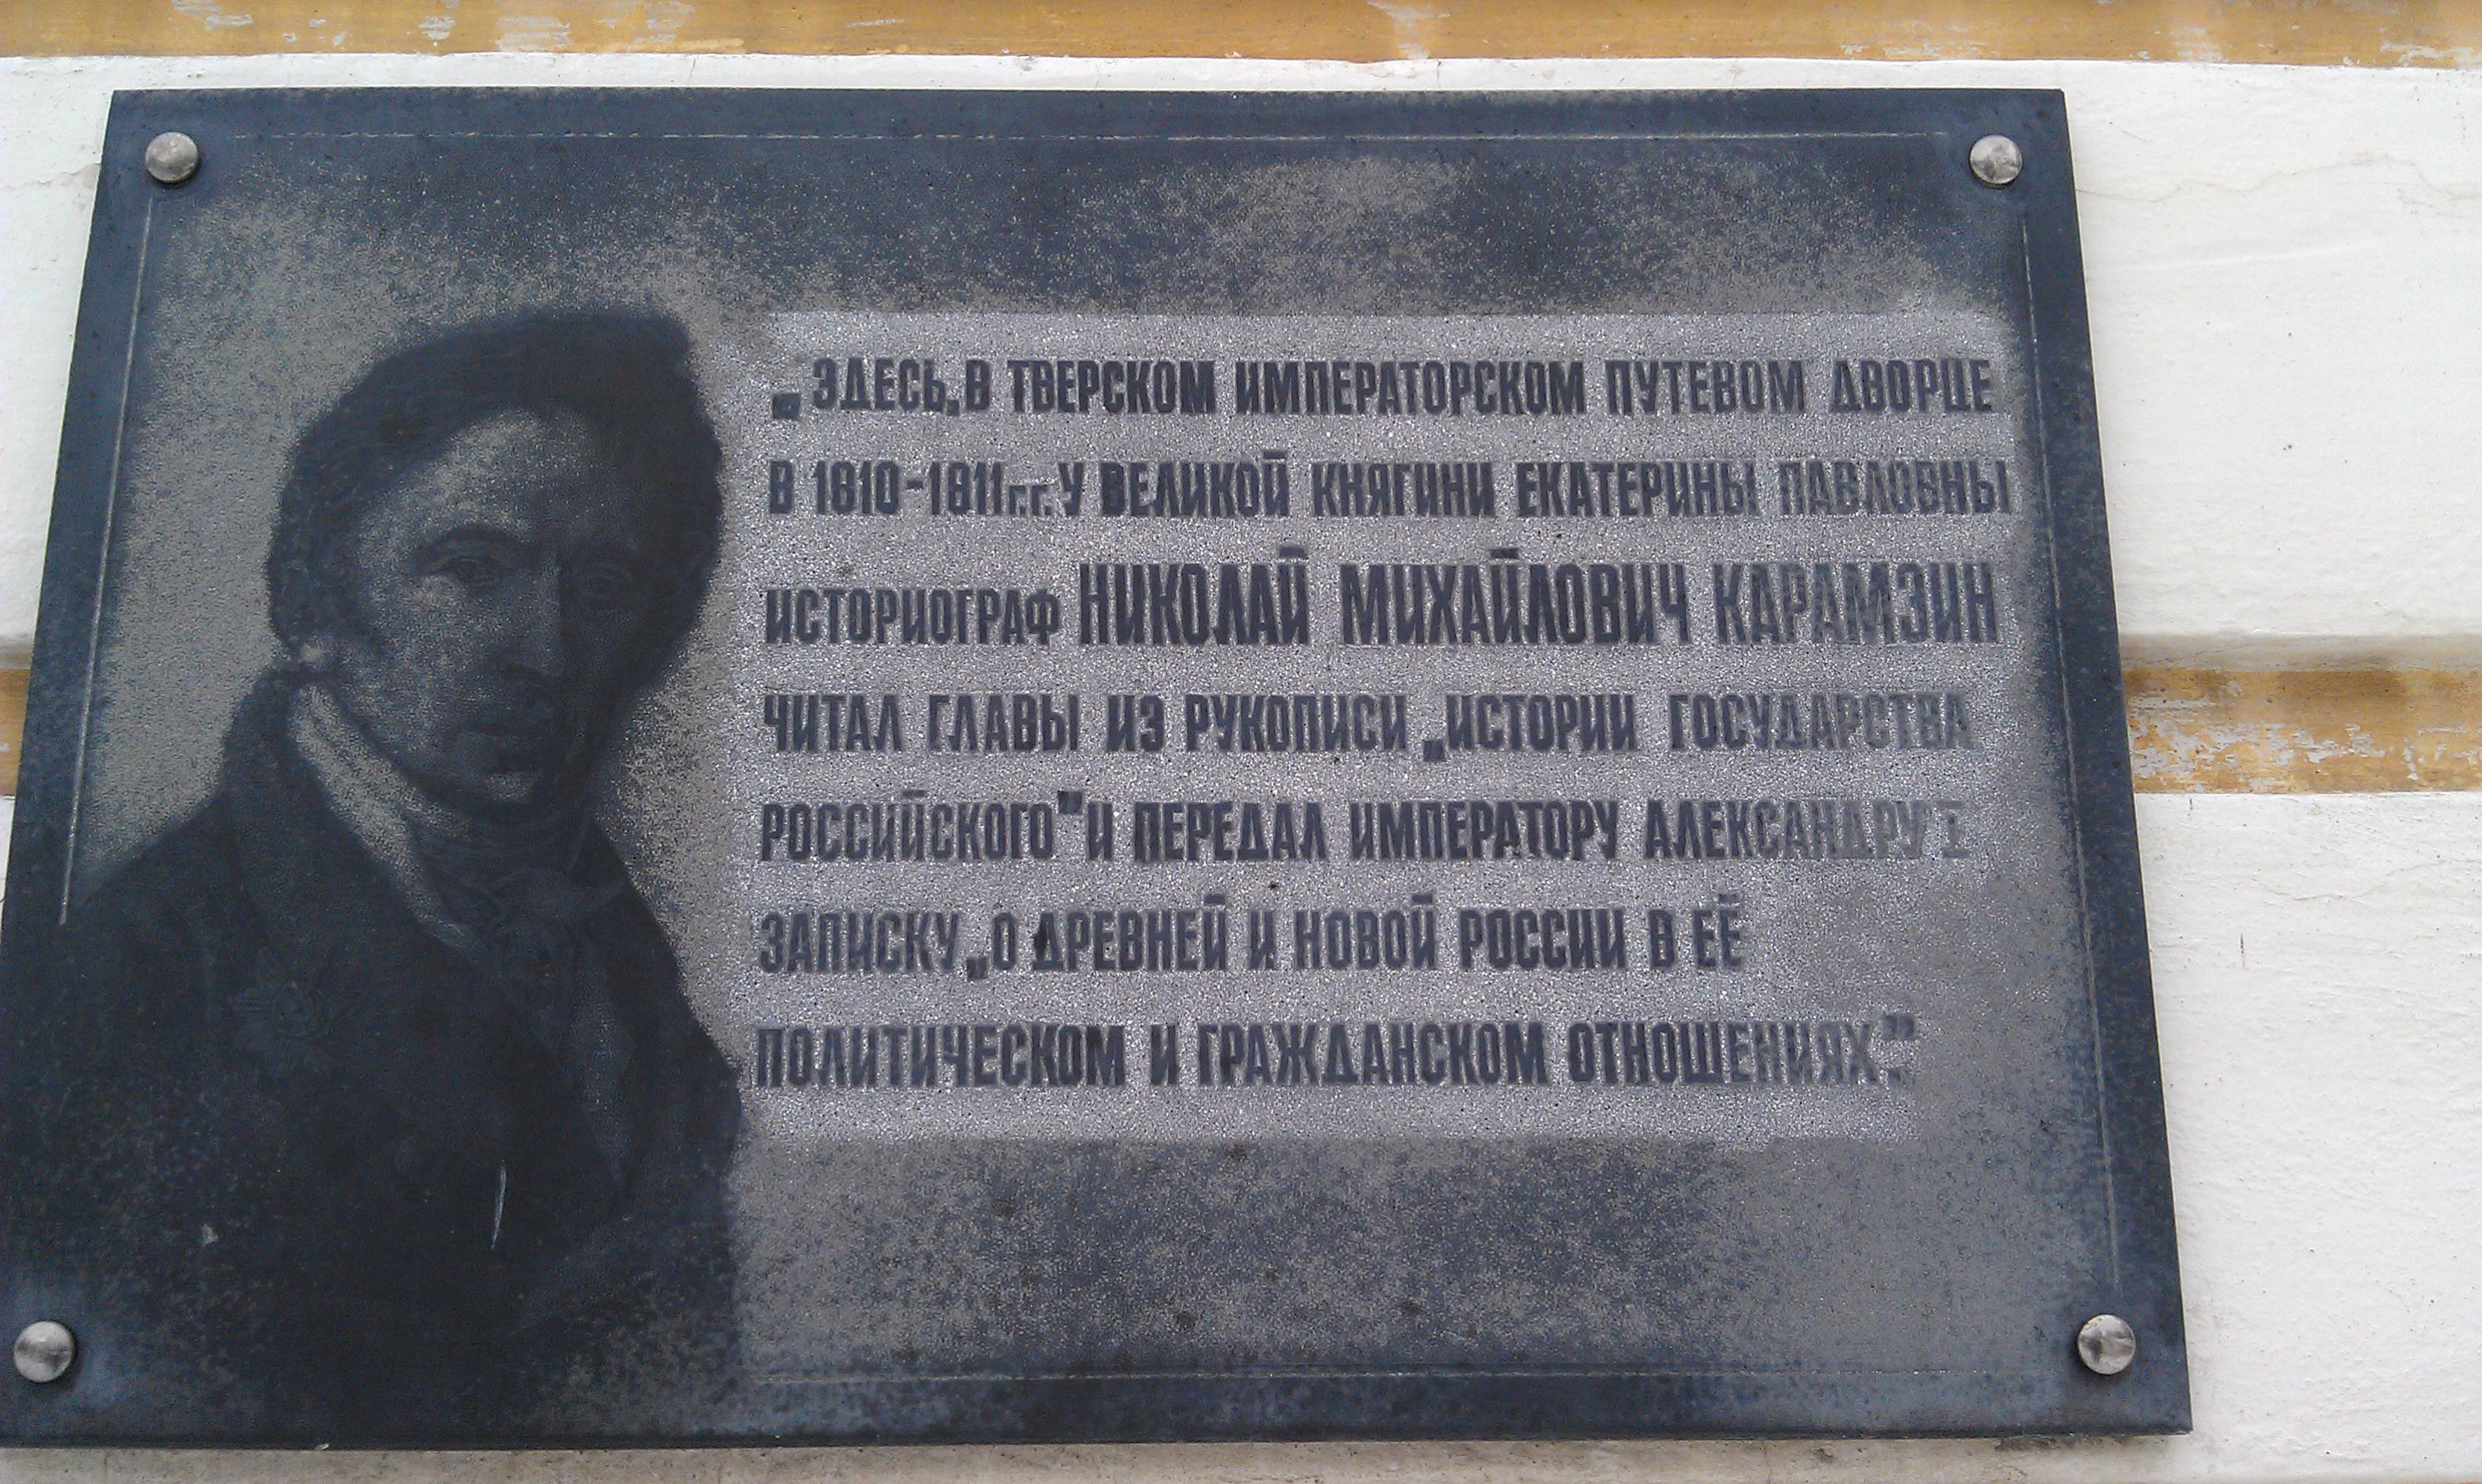 „ЗДЕСЬ, В ТВЕРСКОМ ИМПЕРАТОРСКОМ ПУТЕВОМ ДВОРЦЕ
В 1810-1811г.г. У ВЕЛИКОЙ КНЯГИНИ ЕКАТЕРИНЫ ПАВЛОВНЫ
ИСТОРИОГРАФ НИКОЛАЙ МИХАЙЛОВИЧ КАРАМЗИН
ЧИТАЛ ГЛАВЫ ИЗ РУКОПИСИ „ИСТОРИИ ГОСУДАРСТВА
РОССИЙСКОГО" И ПЕРЕДАЛ ИМПЕРАТОРУ АЛЕКСАНДРУ I
ЗАПИСКУ „О ДРЕВНЕЙ И НОВОЙ РОССИИ В ЕЁ
ПОЛИТИЧЕСКОМ И ГРАЖДАНСКОМ ОТНОШЕНИЯХ."